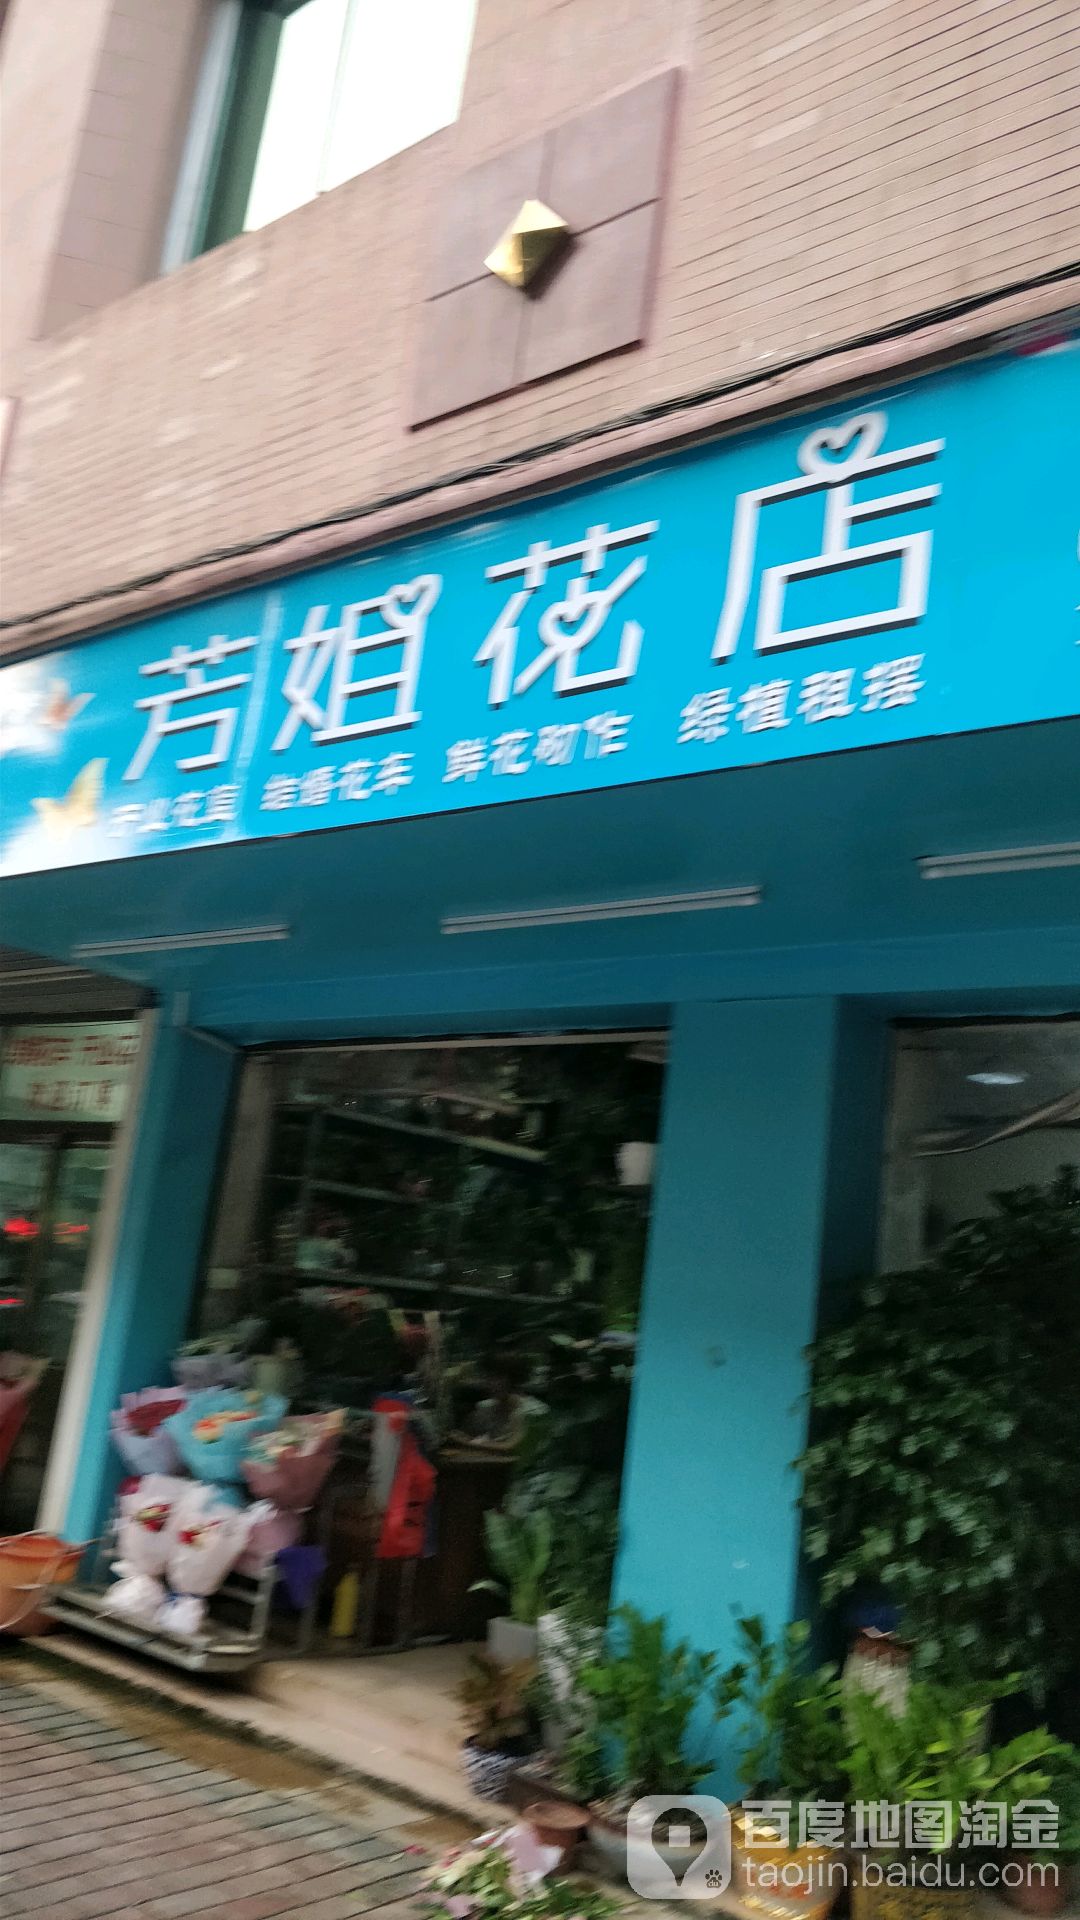 芳姐花店
开业花篮 结婚花车 鲜花制作 绿植租摆
百度地图淘金
taojin.baidu.com